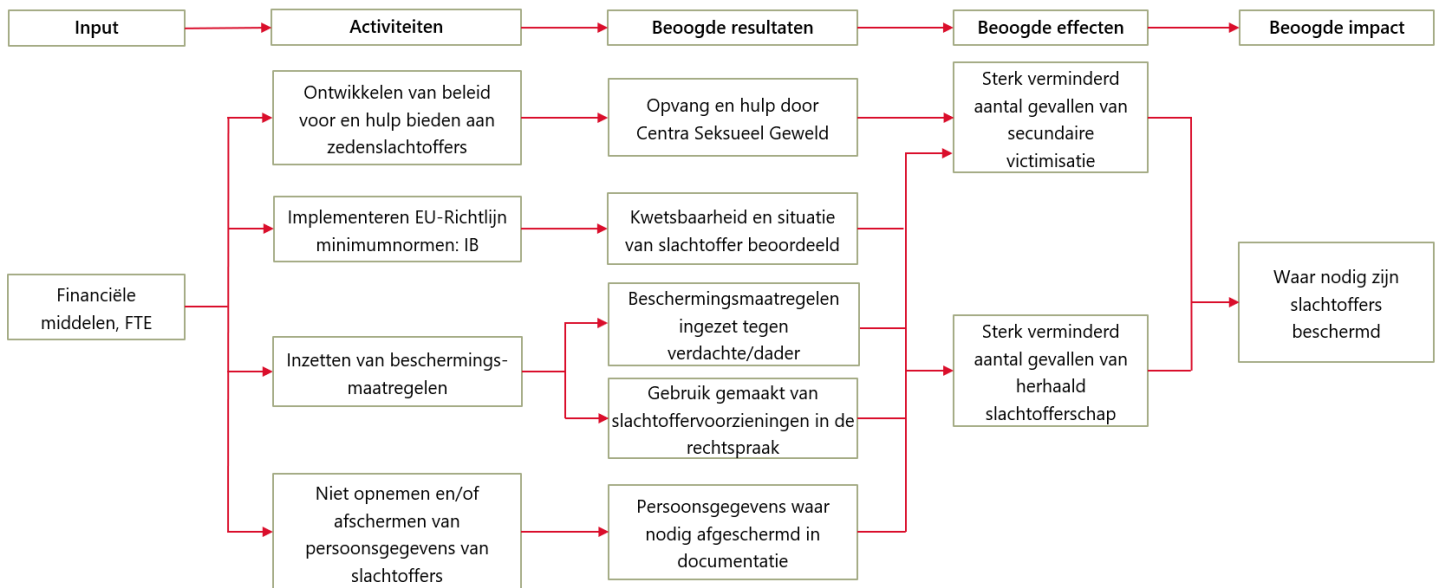 Input
Activiteiten
Beoogde resultaten
Beoogde effecten
Beoogde impact
Financiële
middelen, FTE
Ontwikkelen van beleid
voor en hulp bieden aan
zedenslachtoffers
Implementeren EU-Richtlijn
minimumnormen: IB
Inzetten van beschermings-
maatregelen
Niet opnemen en/of
afschermen van
persoonsgegevens van
slachtoffers
Opvang en hulp door
Centra Seksueel Geweld
Kwetsbaarheid en situatie
van slachtoffer beoordeeld
Beschermingsmaatregelen
ingezet tegen
verdachte/dader
Gebruik gemaakt van
slachtoffervoorzieningen in de
rechtspraak
Persoonsgegevens waar
nodig afgeschermd in
documentatie
Sterk verminderd
aantal gevallen van
secundaire
victimisatie
Sterk verminderd
aantal gevallen van
herhaald
slachtofferschap
Waar nodig zijn
slachtoffers
beschermd